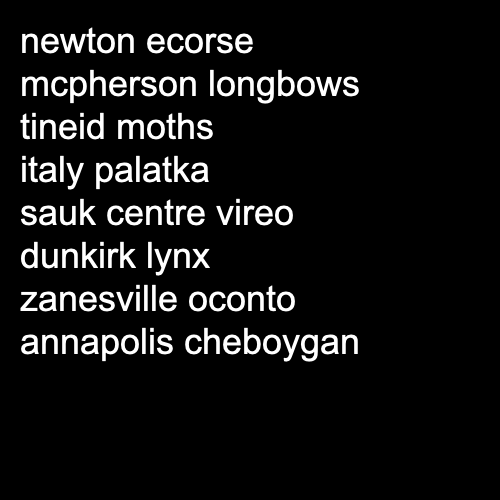 newton ecorse
mcpherson longbows
tineid moths
italy palatka
sauk centre vireo
dunkirk lynx
zanesville oconto
annapolis cheboygan